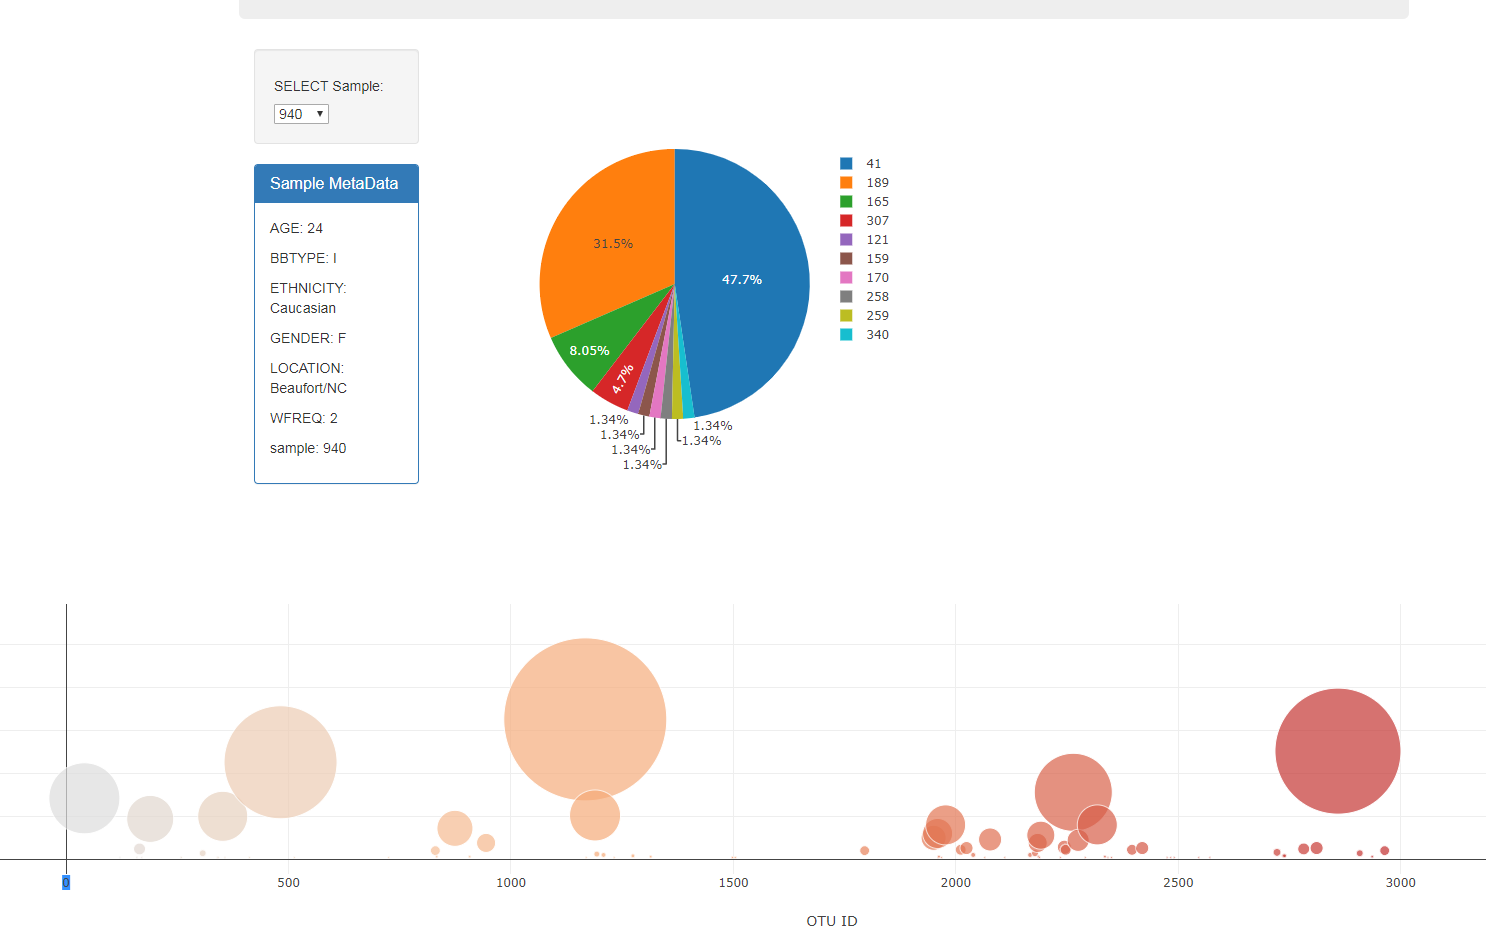 SELECT Sample:
940
Sample MetaData
AGE: 24
BBTYPE: I
ETHNICITY:
Caucasian
GENDER: F
LOCATION:
Beaufort/NC
WFREQ: 2
sample: 940
31.5%
47.7%
8.05%
4.7%
1.34%
1.34%
1.34%
1.34%
1.34%
1.34%
41
189
165
307
121
159
170
258
259
340
0 500 1000 1500 2000 2500 3000
OTU ID